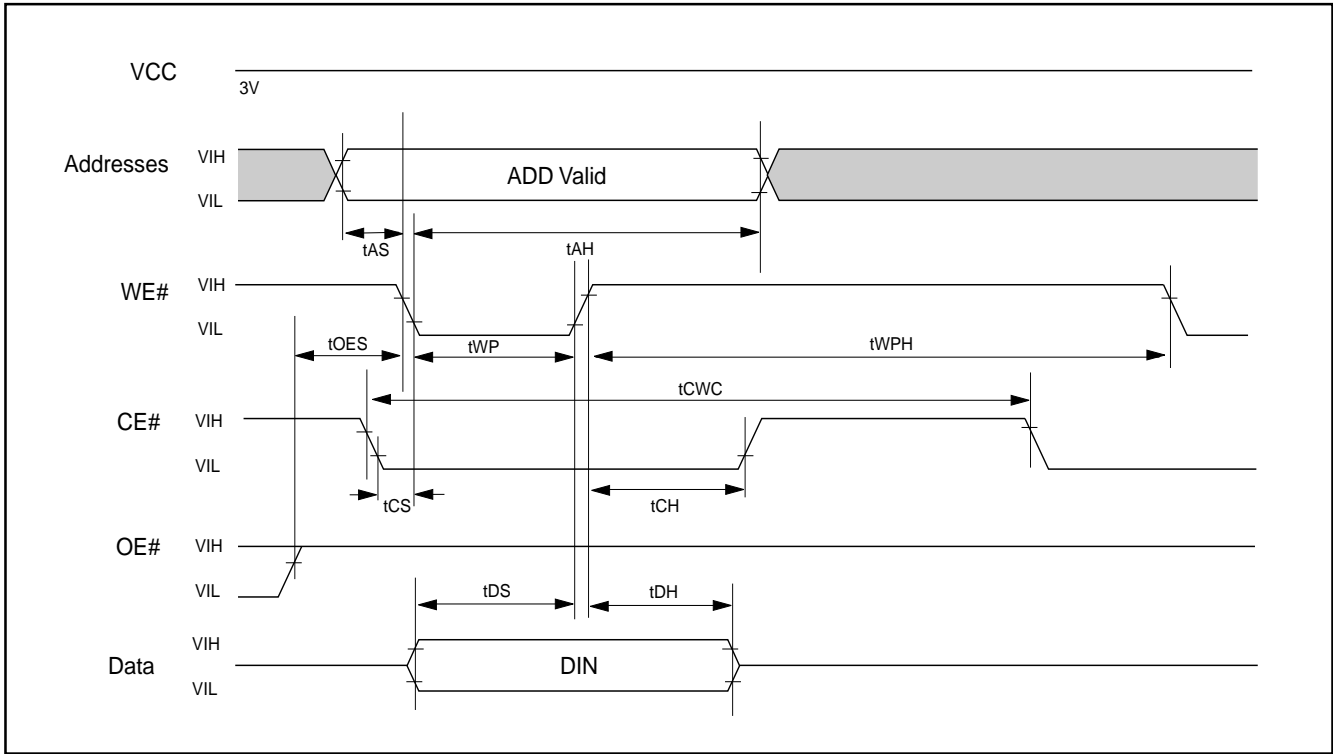 VCC
3V
Addresses
VIH
VIL
ADD Valid
tAS
tAH
WE#
VIH
VIL
tOES
tWP
tWPH
tCWC
CE#
VIH
VIL
tCS
tCH
OE#
VIH
VIL
tDS
tDH
Data
VIH
VIL
DIN